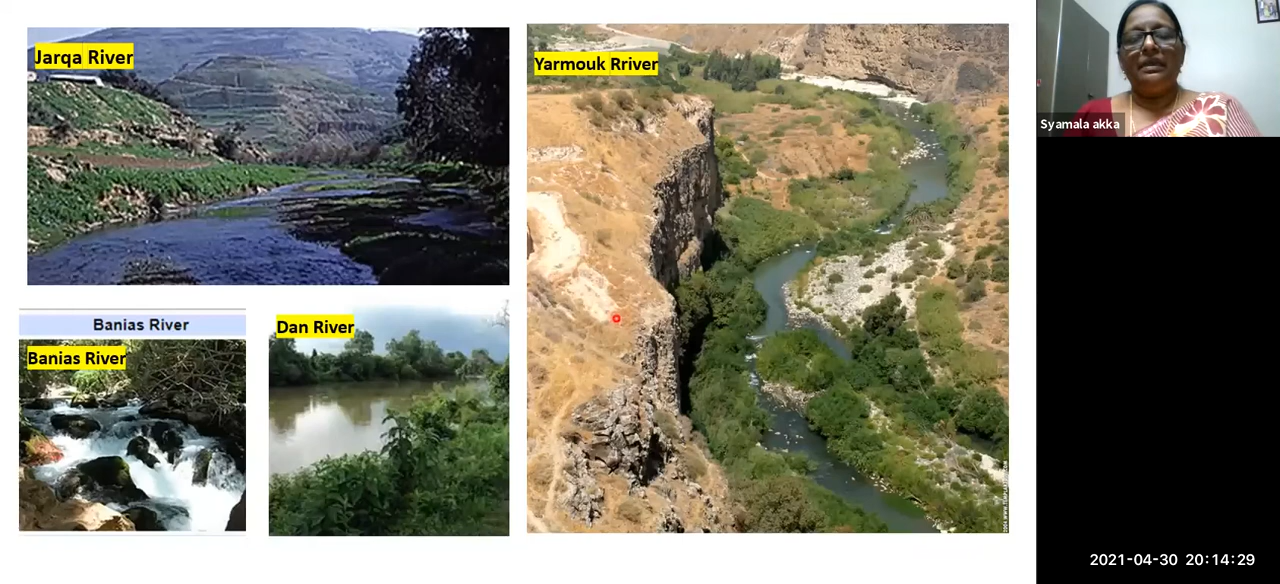 Jarqa River
Yarmouk Rriver
Syamala akka
Banias River
Banias River
Dan River
2021-04-30 20:14:29